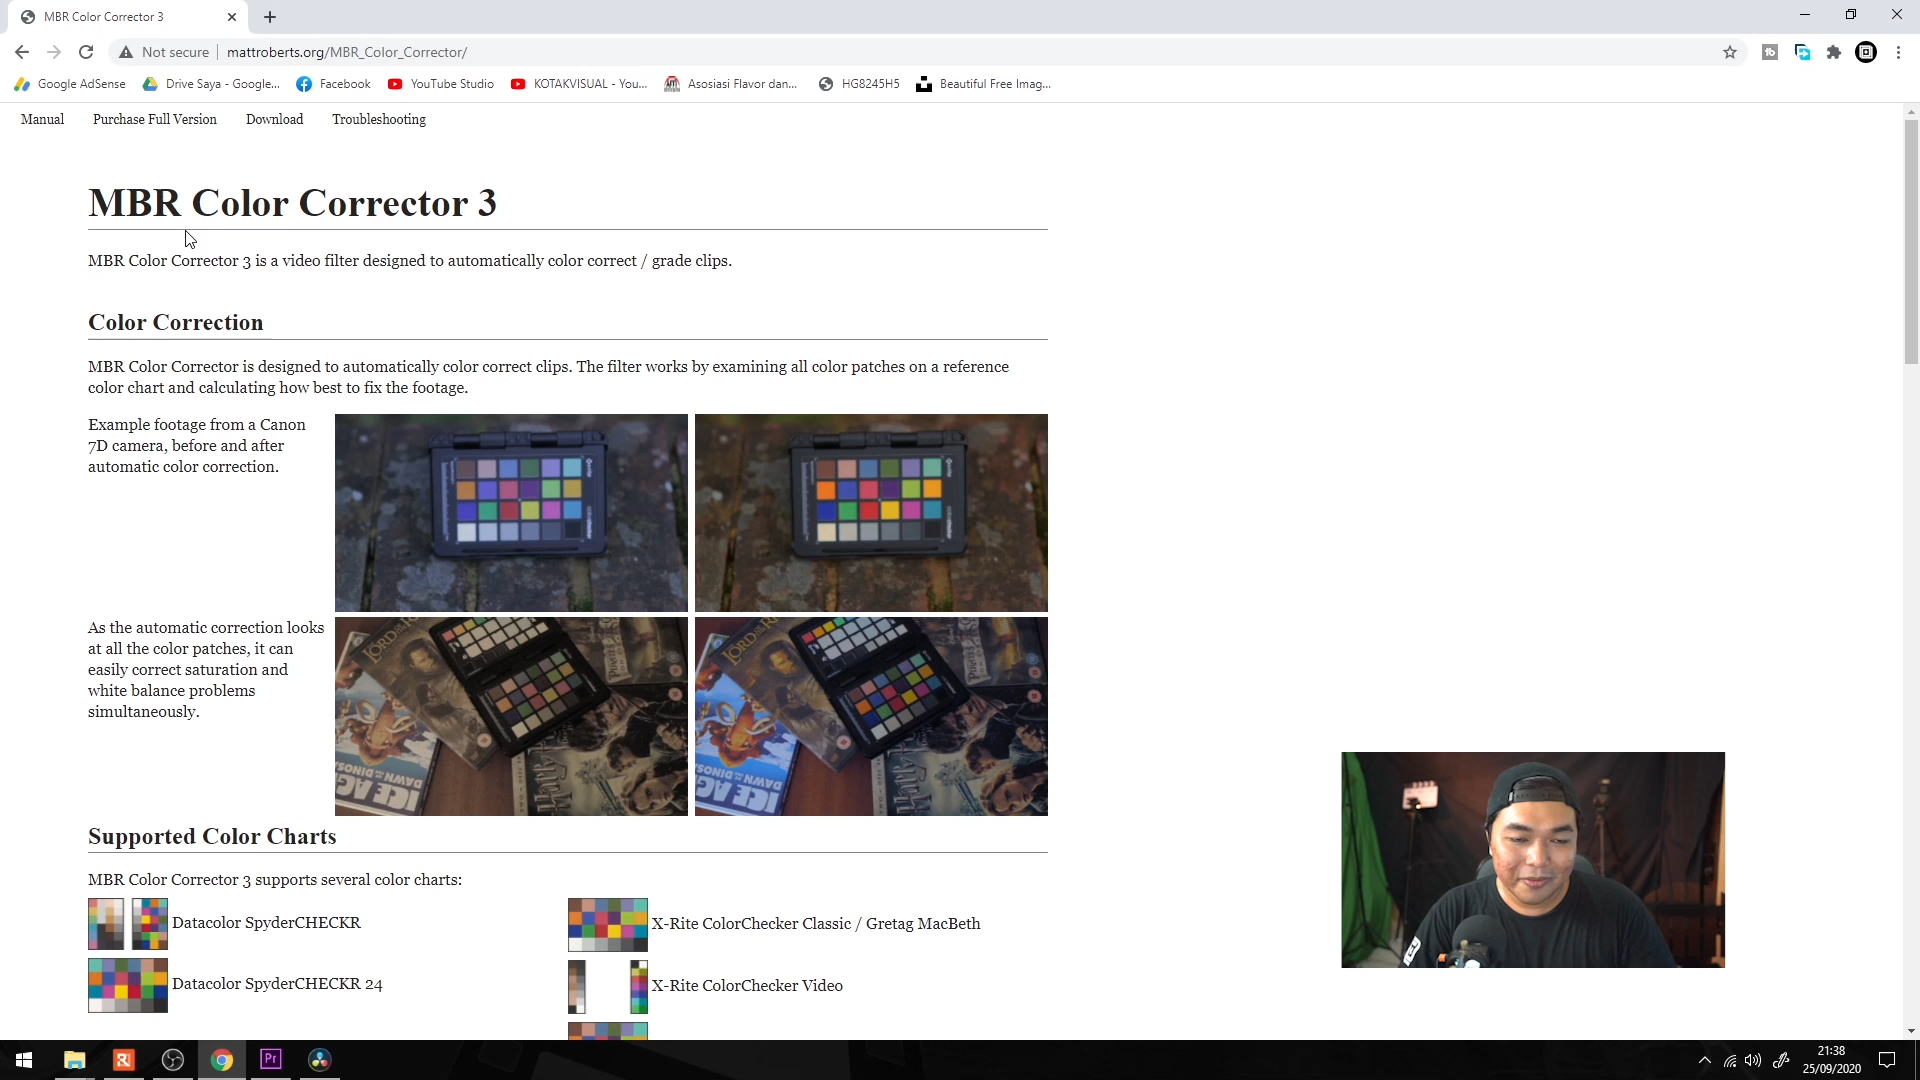 MBR Color Corrector 3
Not secure
mattroberts.org/MBR_Color_Corrector/
Google AdSense
Drive Saya - Google...
Facebook
YouTube Studio
KOTAKVISUAL - You...
Asosiasi Flavor dan...
HG8245H5
Beautiful Free Imag...
Manual
Purchase Full Version
Download
Troubleshooting
MBR Color Corrector 3
MBR Color Corrector 3 is a video filter designed to automatically color correct / grade clips.
Color Correction
MBR Color Corrector is designed to automatically color correct clips. The filter works by examining all color patches on a reference
color chart and calculating how best to fix the footage.
Example footage from a Canon
7D camera, before and after
automatic color correction.
As the automatic correction looks
at all the color patches, it can
easily correct saturation and
white balance problems
simultaneously.
Supported Color Charts
MBR Color Corrector 3 supports several color charts:
Datacolor SpyderCHECKR
X-Rite ColorChecker Classic / Gretag MacBeth
Datacolor SpyderCHECKR 24
X-Rite ColorChecker Video
Pr
21:38
25/09/2020